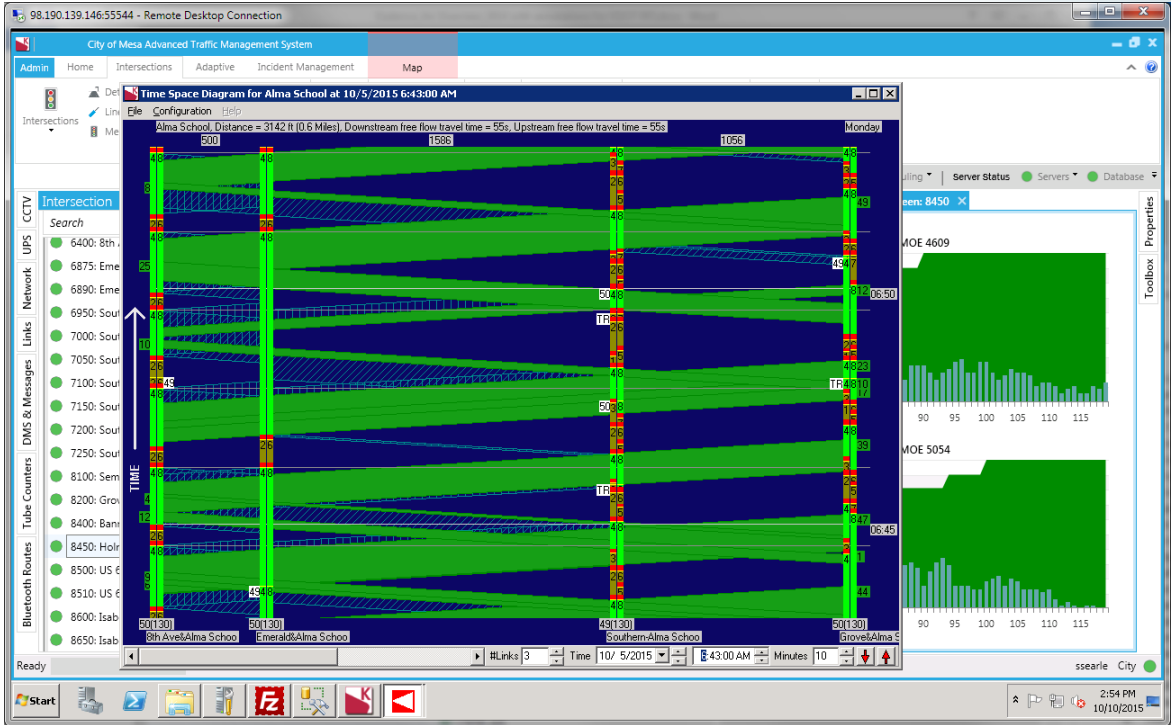 98.190.139.146:55544 - Remote Desktop Connection
City of Mesa Advanced Traffic Management System
Admin Home Intersections Adaptive Incident Management Map
Intersections
Time Space Diagram for Alma School at 10/5/2015 6:43:00 AM
File Configuration Help
Alma School, Distance = 3142 ft (0.6 Miles), Downstream free flow travel time = 55s, Upstream free flow travel time = 55s
Monday
500 1586 1056
06:50
06:45
TIME
50(130) 50(130) 49(130) 50(130)
8th Ave&Alma Schoo Emerald&Alma Schoo Southern-Alma Schoo Grove&Alma S
#Links 3 Time 10/ 5/2015 6:43:00 AM Minutes 10
Server Status Servers Database
CCTV
UPS
Network
Links
DMS & Messages
Tube Counters
Bluetooth Routes
Intersection
Search
6400: 8th
6875: Eme
6890: Eme
6950: Sout
7000: Sout
7050: Sout
7100: Sout
7150: Sout
7200: Sout
7250: Sout
8100: Sem
8200: Grov
8400: Bann
8450: Holm
8500: US 6
8510: US 6
8600: Isab
8650: Isab
een: 8450
MOE 4609
90 95 100 105 110 115
MOE 5054
90 95 100 105 110 115
Properties
Toolbox
Ready
ssearle City
Start
2:54 PM
10/10/2015